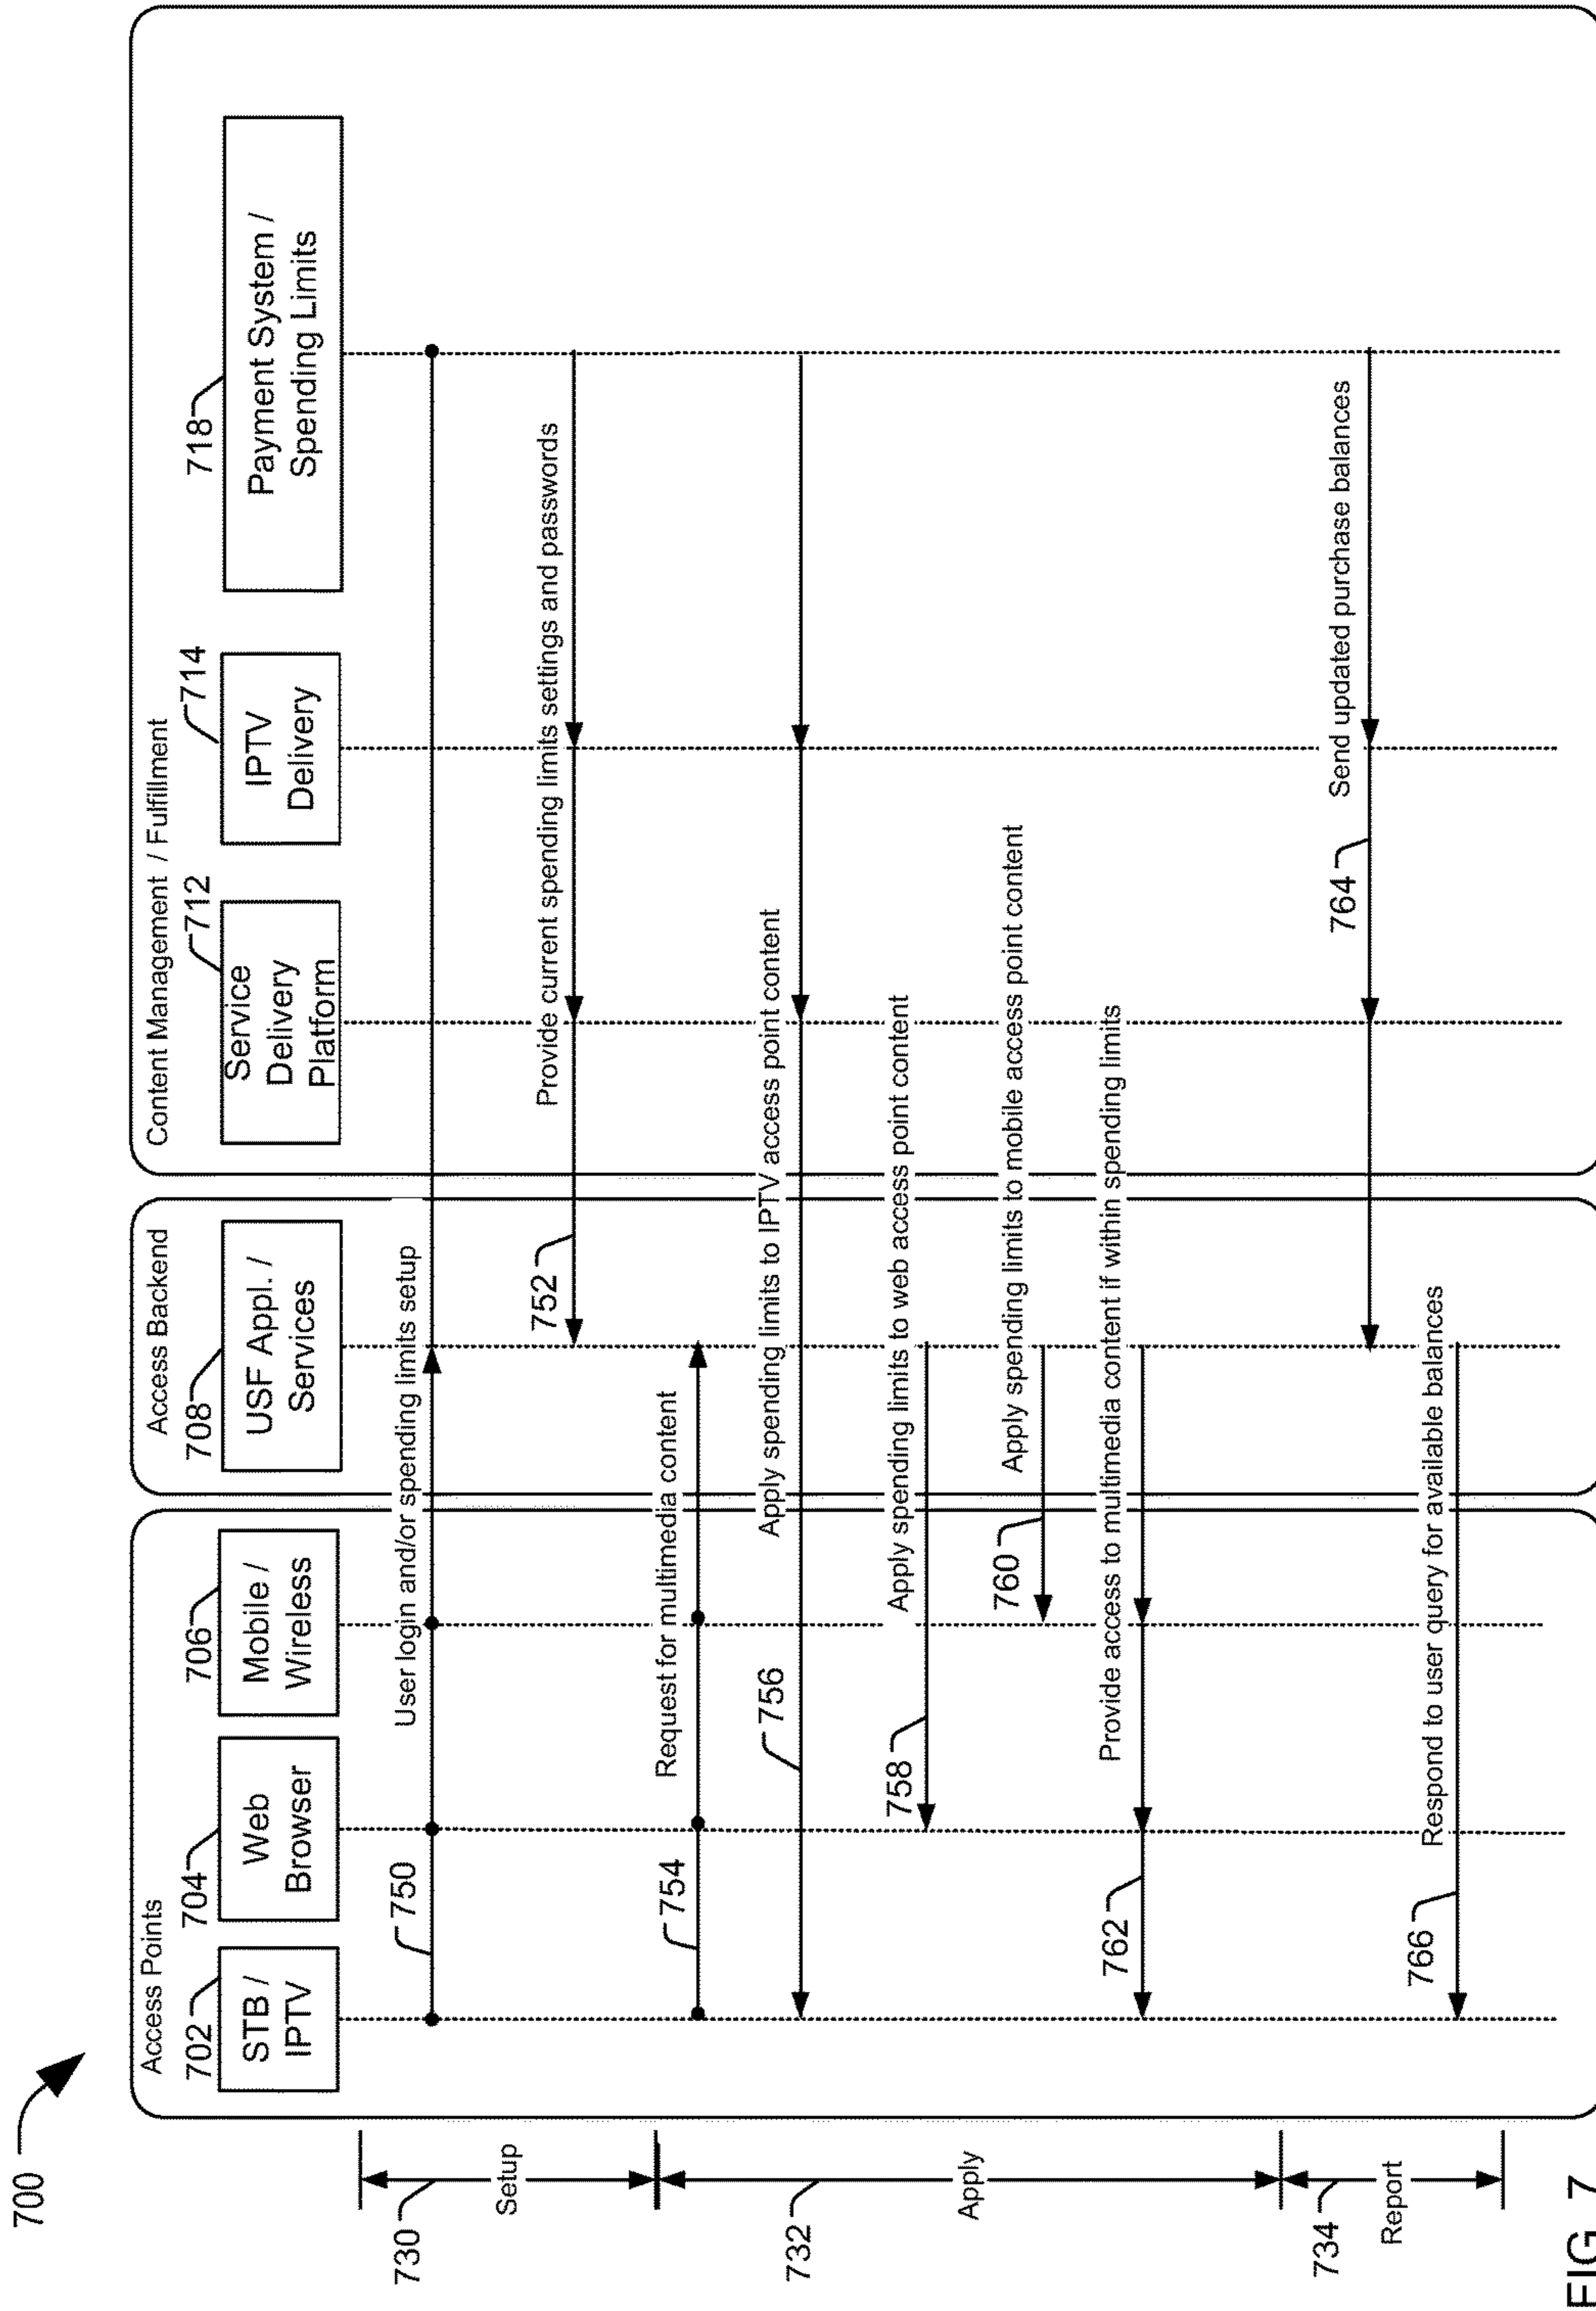 700
Access Points
Access Backend
Content Management / Fulfillment
702
704
706
708
712
714
718
STB /
IPTV
Web
Browser
Mobile /
Wireless
USF Appl. /
Services
Service
Delivery
Platform
IPTV
Delivery
Payment System /
Spending Limits
730
Setup
750
User login and/or spending limits setup
752
Provide current spending limits settings and passwords
732
Apply
754
Request for multimedia content
756
Apply spending limits to IPTV access point content
758
Apply spending limits to web access point content
760
Apply spending limits to mobile access point content
762
Provide access to multimedia content if within spending limits
734
Report
764
Send updated purchase balances
766
Respond to user query for available balances
FIG. 7